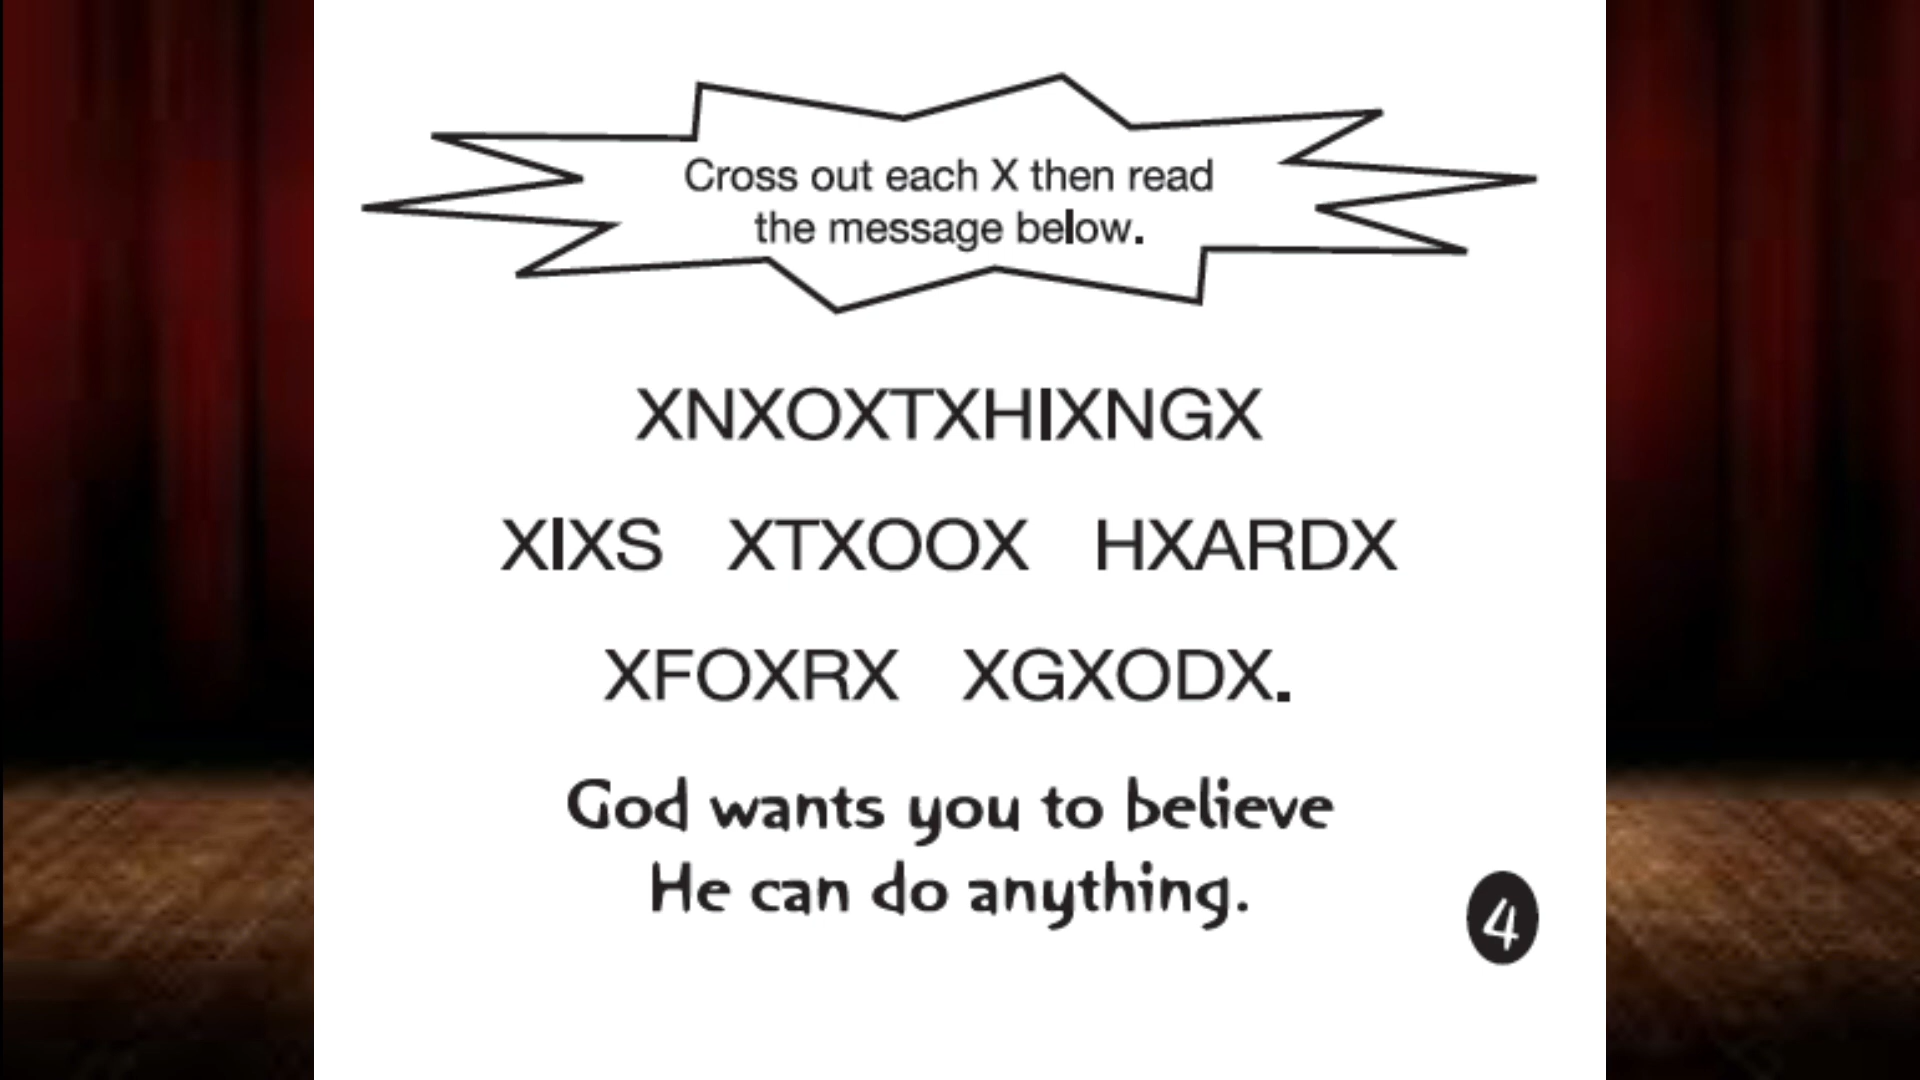 Cross out each X then read
the message below.
XNXOXTXHIXNGX
XIXS XTXOOX HXARDX
XFOXRX XGXODX.
God wants you to believe
He can do anything.
4